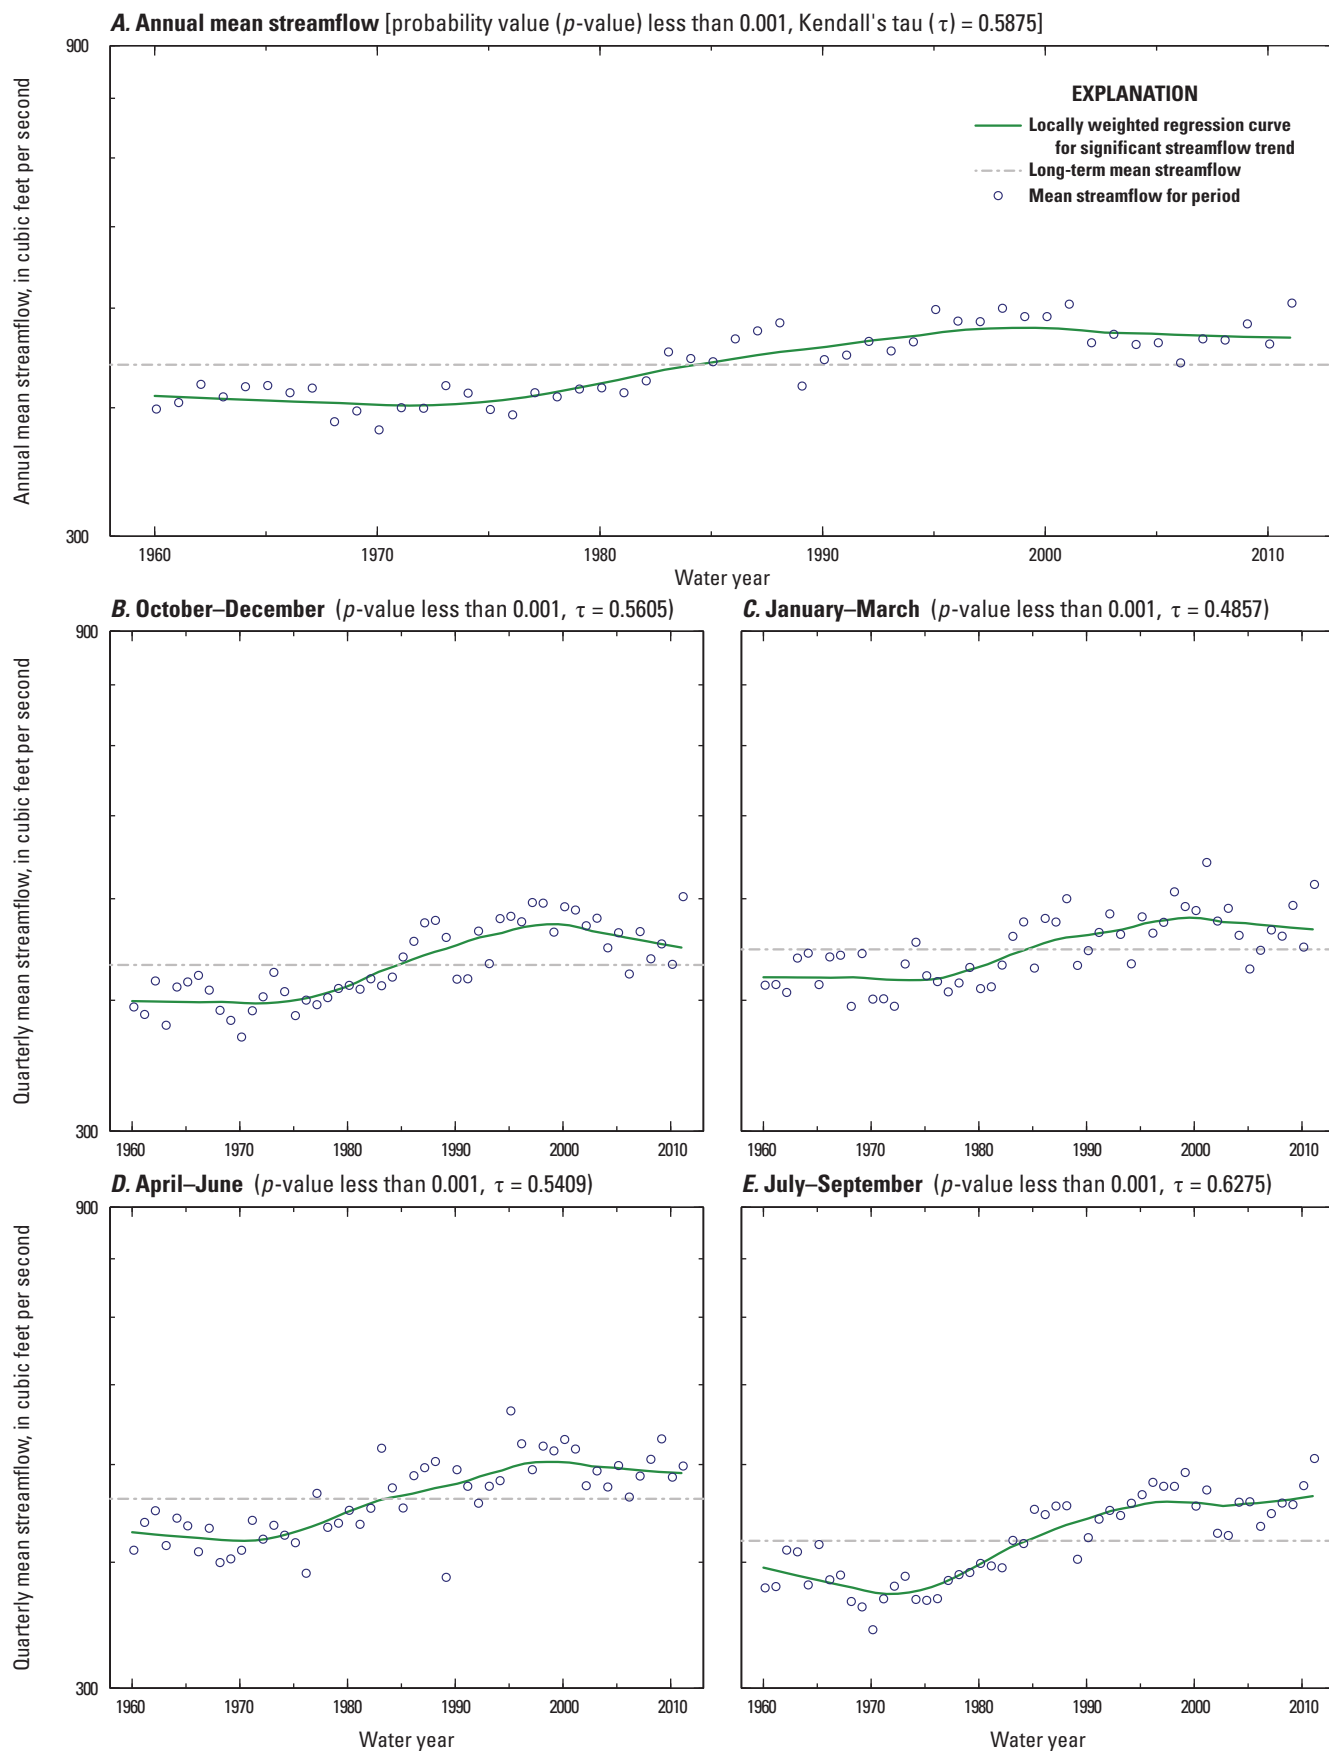 A. Annual mean streamflow [probability value (p-value) less than 0.001, Kendall's tau (τ) = 0.5875]
900
Annual mean streamflow, in cubic feet per second
EXPLANATION
Locally weighted regression curve
for significant streamflow trend
Long-term mean streamflow
Mean streamflow for period
300
1960 1970 1980 1990 2000 2010
Water year
B. October–December (p-value less than 0.001, τ = 0.5605)
900
Quarterly mean streamflow, in cubic feet per second
300
1960 1970 1980 1990 2000 2010
C. January–March (p-value less than 0.001, τ = 0.4857)
1960 1970 1980 1990 2000 2010
D. April–June (p-value less than 0.001, τ = 0.5409)
900
Quarterly mean streamflow, in cubic feet per second
300
1960 1970 1980 1990 2000 2010
Water year
E. July–September (p-value less than 0.001, τ = 0.6275)
1960 1970 1980 1990 2000 2010
Water year